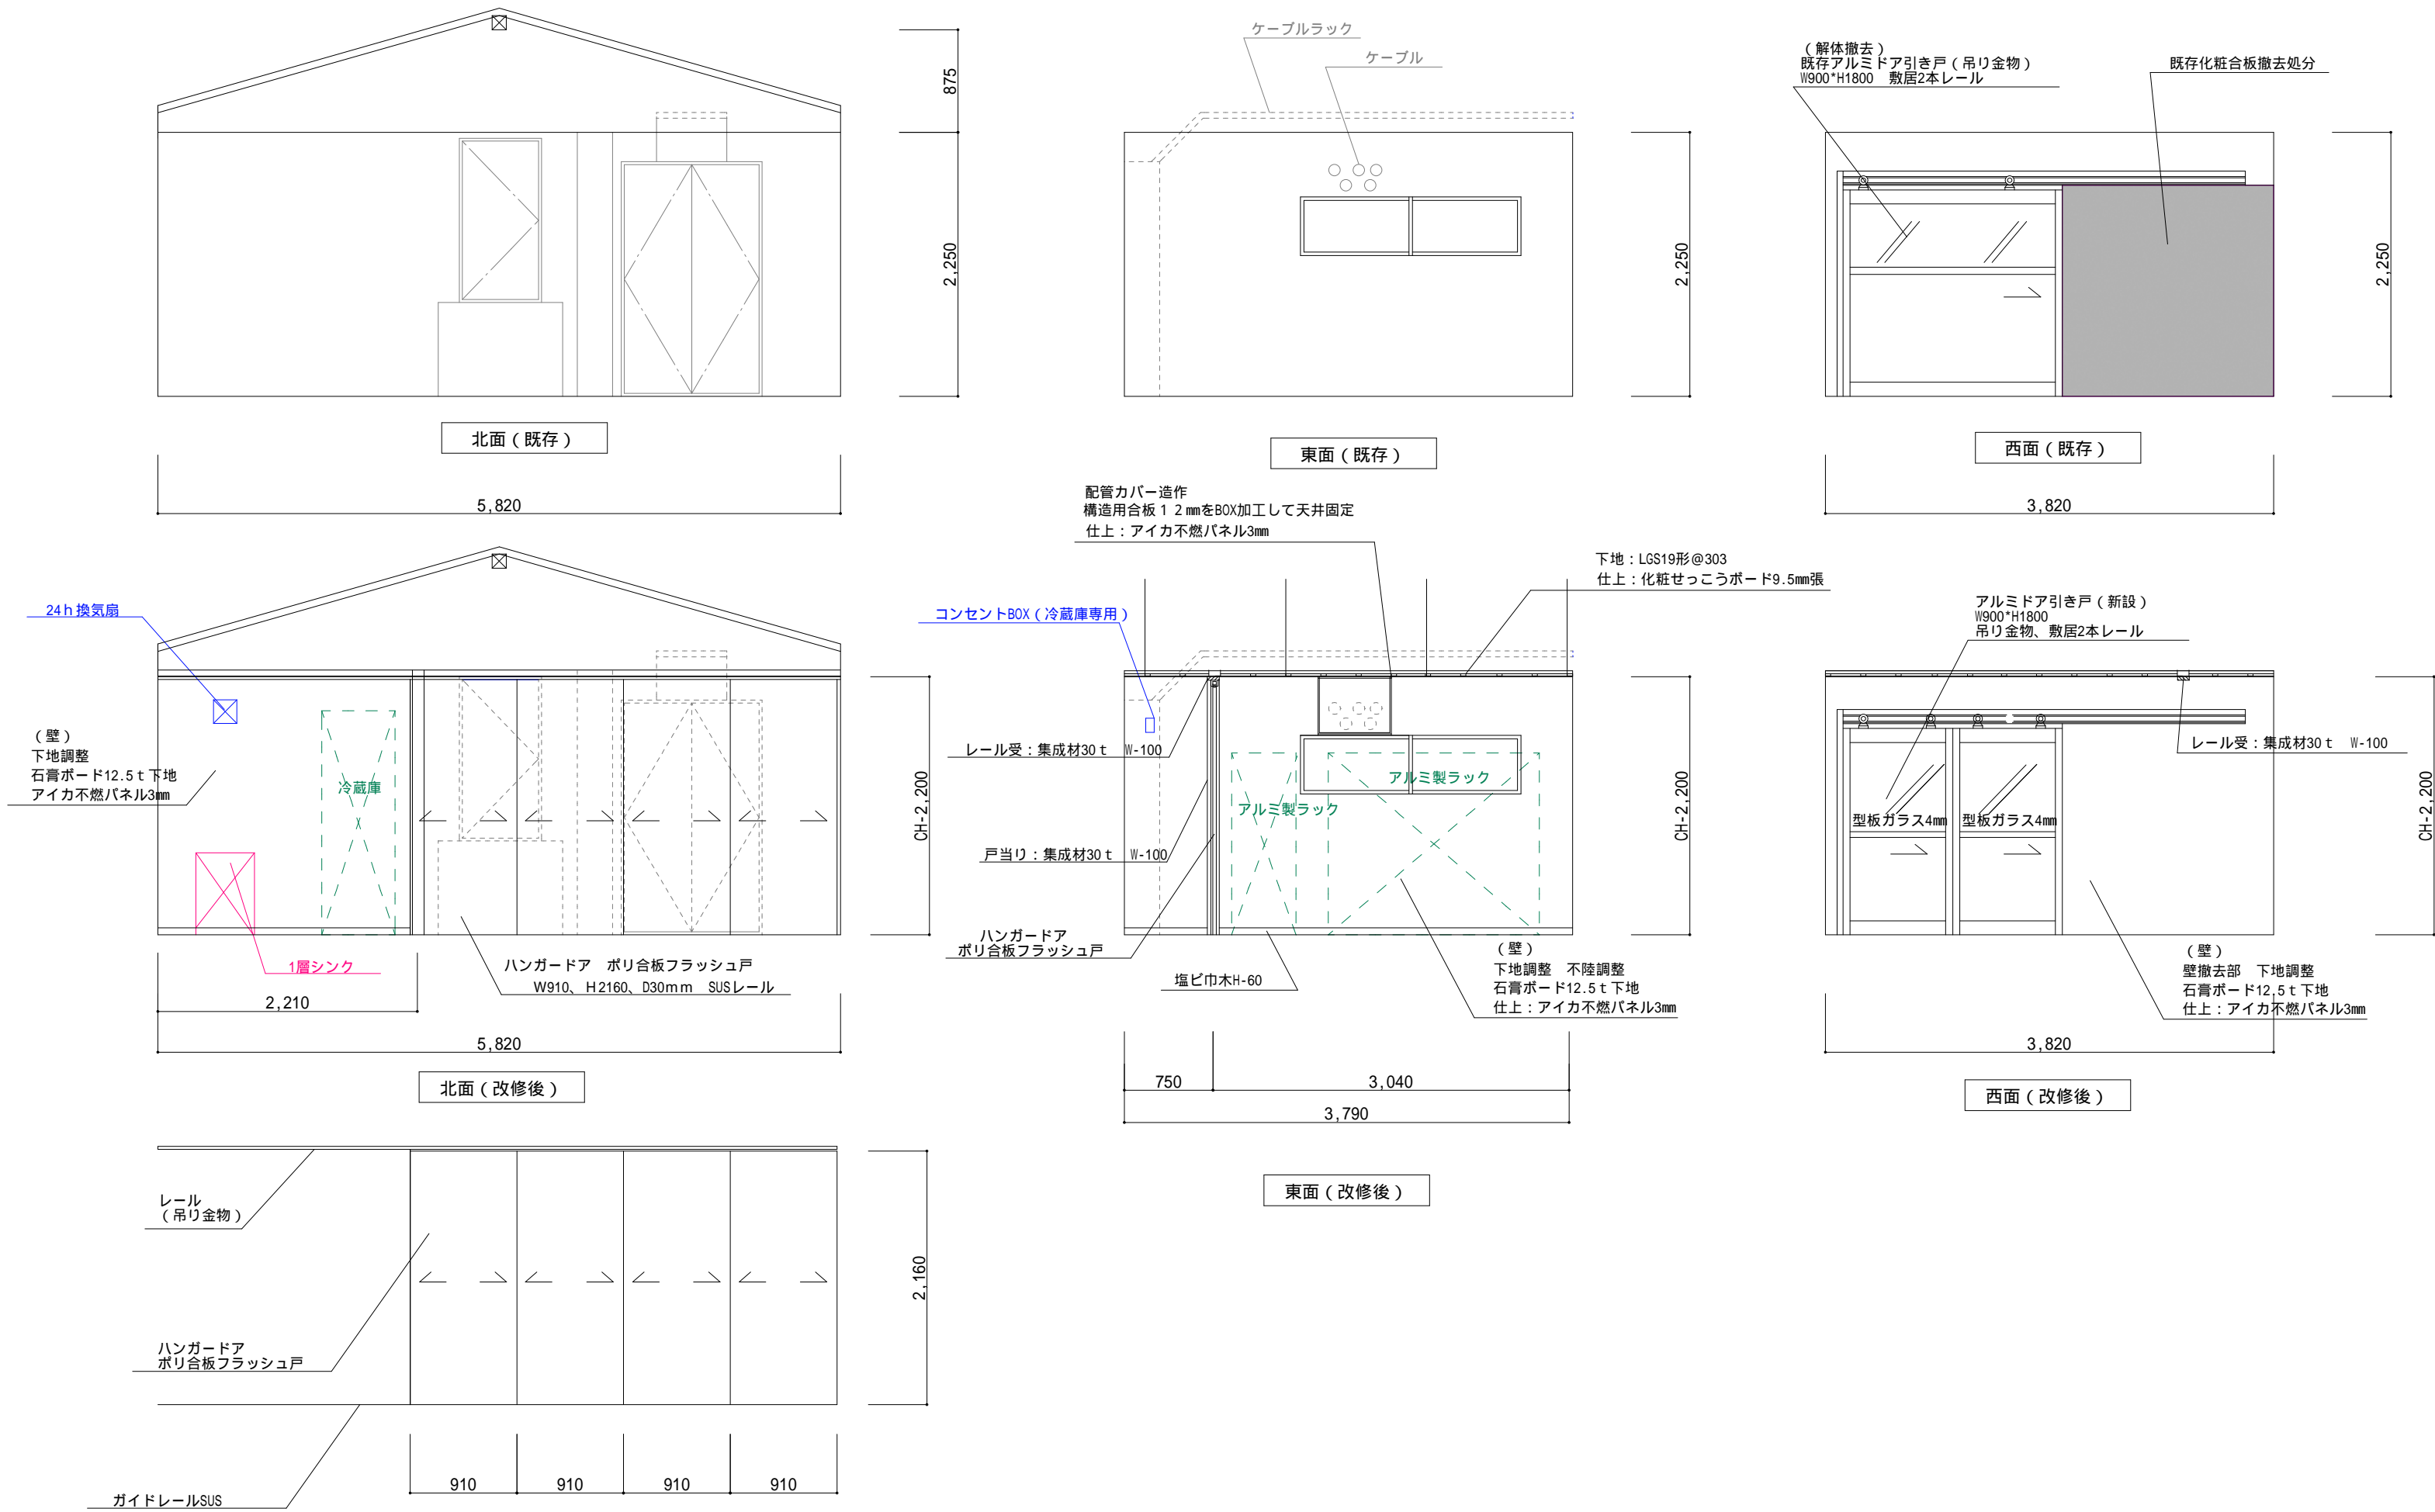 ケーブルラック
ケーブル
(解体撤去)
既存アルミドア引き戸(吊り金物)
W900*H1800 敷居2本レール
既存化粧合板撤去処分
875
2,250
2,250
2,250
北面(既存)
東面(既存)
西面(既存)
5,820
3,820
配管カバー造作
構造用合板12㎜をBOX加工して天井固定
仕上:アイカ不燃パネル3㎜
下地:LGS19形@303
仕上:化粧せっこうボード9.5㎜張
24h換気扇
コンセントBOX(冷蔵庫専用)
アルミドア引き戸(新設)
W900*H1800
吊り金物、敷居2本レール
(壁)
下地調整
石膏ボード12.5t下地
アイカ不燃パネル3㎜
冷蔵庫
レール受:集成材30t W-100
アルミ製ラック
アルミ製ラック
レール受:集成材30t W-100
型板ガラス4㎜
型板ガラス4㎜
CH-2,200
CH-2,200
CH-2,200
戸当り:集成材30t W-100
1層シンク
ハンガードア ポリ合板フラッシュ戸
W910、H2160、D30mm SUSレール
ハンガードア
ポリ合板フラッシュ戸
塩ビ巾木H-60
(壁)
下地調整 不陸調整
石膏ボード12.5t下地
仕上:アイカ不燃パネル3㎜
(壁)
壁撤去部 下地調整
石膏ボード12.5t下地
仕上:アイカ不燃パネル3㎜
2,210
5,820
750
3,040
3,790
3,820
北面(改修後)
東面(改修後)
西面(改修後)
レール
(吊り金物)
2,160
ハンガードア
ポリ合板フラッシュ戸
910
910
910
910
ガイドレールSUS